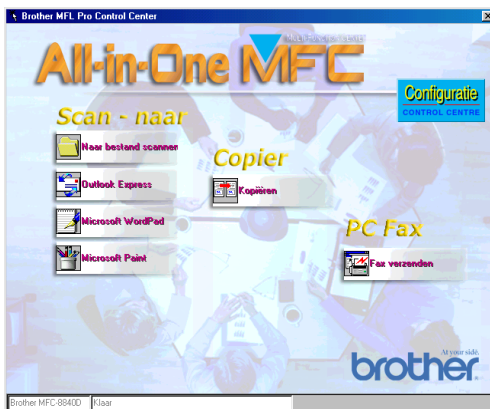 Brother MFL Pro Control Center
All-in-One MFC
MULTI-FUNCTION CENTER
Configuratie
CONTROL CENTRE
Scan - naar
Naar bestand scannen
Outlook Express
Microsoft WordPad
Microsoft Paint
Copier
Kopiëren
PC Fax
Fax verzenden
At your side.
brother
Brother MFC-8840D
Klaar